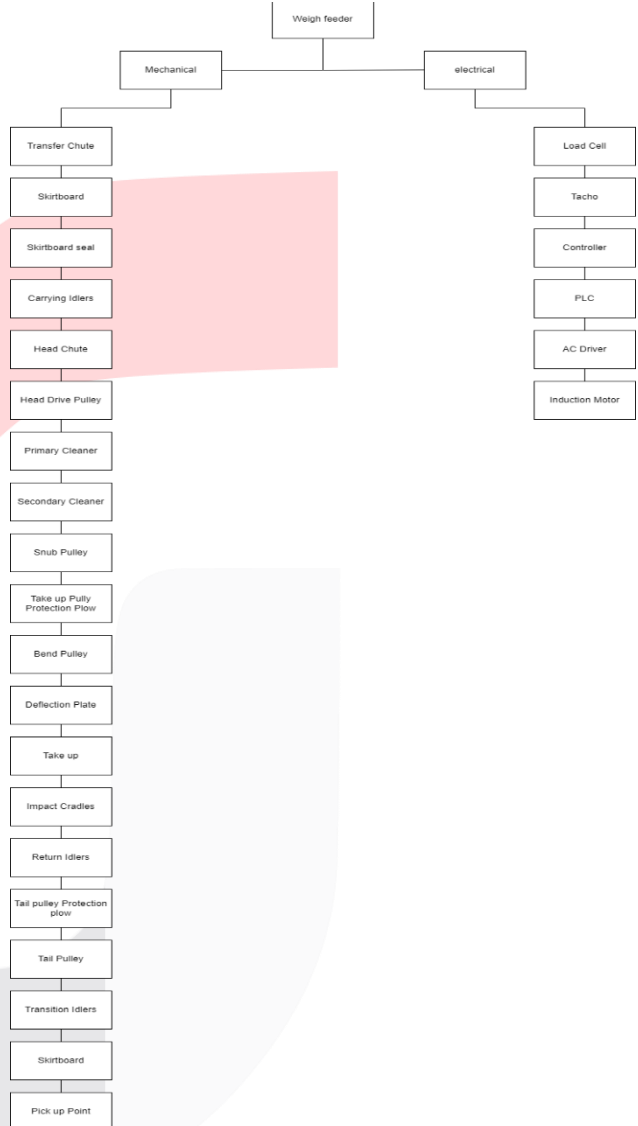 Weigh feeder
Mechanical
electrical
Transfer Chute
Skirtboard
Skirtboard seal
Carrying Idlers
Head Chute
Head Drive Pulley
Primary Cleaner
Secondary Cleaner
Snub Pulley
Take up Pully
Protection Plow
Bend Pulley
Deflection Plate
Take up
Impact Cradles
Return Idlers
Tail pulley Protection
plow
Tail Pulley
Transition Idlers
Skirtboard
Pick up Point
Load Cell
Tacho
Controller
PLC
AC Driver
Induction Motor